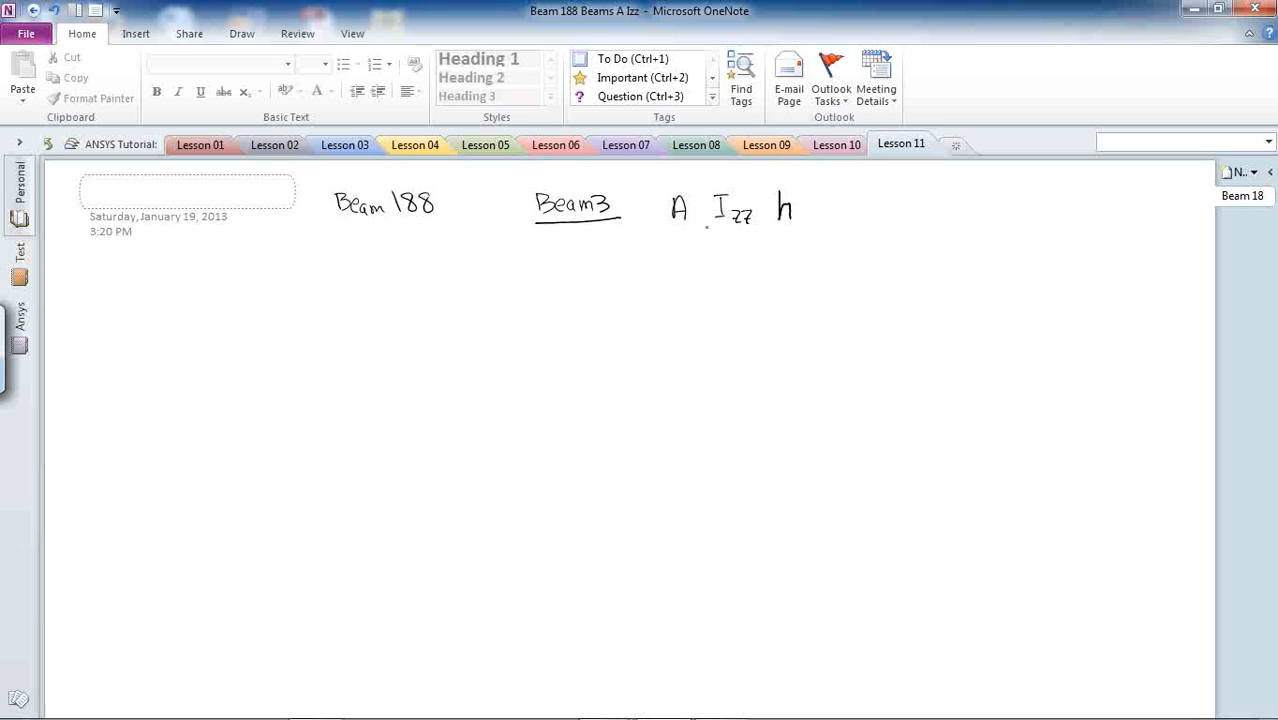 Beam 188 Beams A Izz - Microsoft OneNote
File Home Insert Share Draw Review View
Paste
Cut
Copy
Format Painter
Clipboard
B I U abc x₂ ab A
Basic Text
Heading 1
Heading 2
Heading 3
Styles
To Do (Ctrl+1)
Important (Ctrl+2)
Question (Ctrl+3)
Tags
Find
Tags
E-mail
Page
Outlook
Tasks
Meeting
Details
Outlook
ANSYS Tutorial: Lesson 01 Lesson 02 Lesson 03 Lesson 04 Lesson 05 Lesson 06 Lesson 07 Lesson 08 Lesson 09 Lesson 10 Lesson 11
Personal
Test
Ansys
N..
Beam 18
Beam 188 Beam3 A Izz h
Saturday, January 19, 2013
3:20 PM